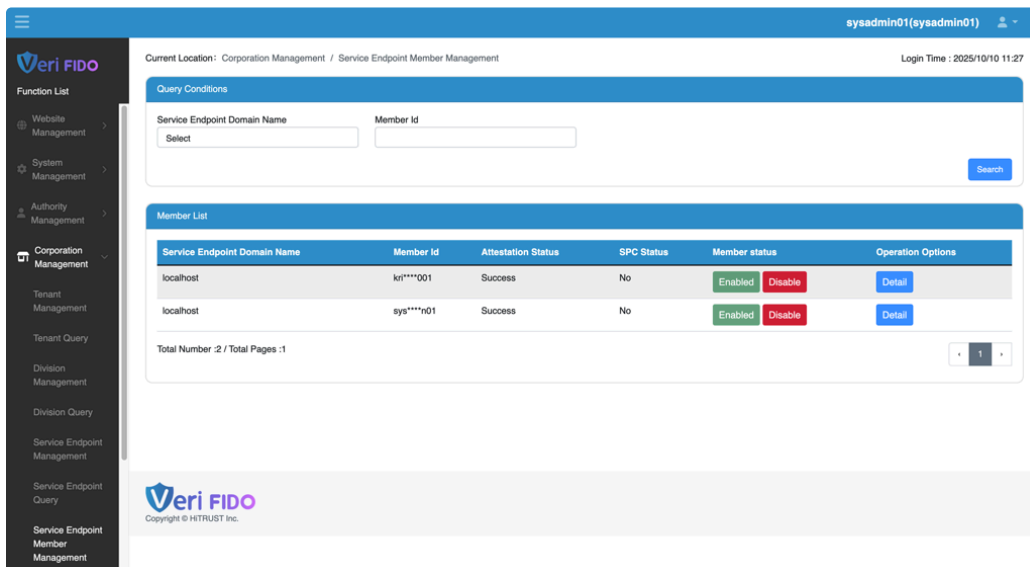 sysadmin01(sysadmin01)
Veri FIDO
Function List
Website
Management
System
Management
Authority
Management
Corporation
Management
Tenant
Management
Tenant Query
Division
Management
Division Query
Service Endpoint
Management
Service Endpoint
Query
Service Endpoint
Member
Management
Current Location： Corporation Management / Service Endpoint Member Management
Login Time : 2025/10/10 11:27
Query Conditions
Service Endpoint Domain Name Member Id
Select
Search
Member List
Service Endpoint Domain Name Member Id Attestation Status SPC Status Member status Operation Options
localhost kri****001 Success No Enabled Disable Detail
localhost sys****n01 Success No Enabled Disable Detail
Total Number :2 / Total Pages :1
‹ 1 ›
Veri FIDO
Copyright © HiTRUST Inc.